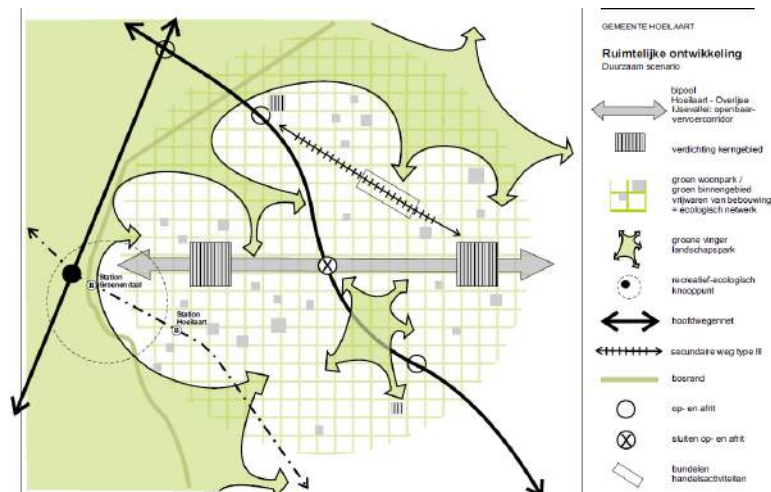 Station
Groenendaal
Station
Hoeilaart
B
B
GEMEENTE HOEILAART
Ruimtelijke ontwikkeling
Duurzaam scenario
bipool
Hoeilaart - Overijse
IJsevallei: openbaar-
vervoercorridor
verdichting kerngebied
groen woonpark /
groen binnengebied
vrijwaren van bebouwing
= ecologisch netwerk
groene vinger
landschapspark
recreatief-ecologisch
knooppunt
hoofdwegennet
secundaire weg type III
bosrand
op- en afrit
sluiten op- en afrit
bundelen
handelsactiviteiten